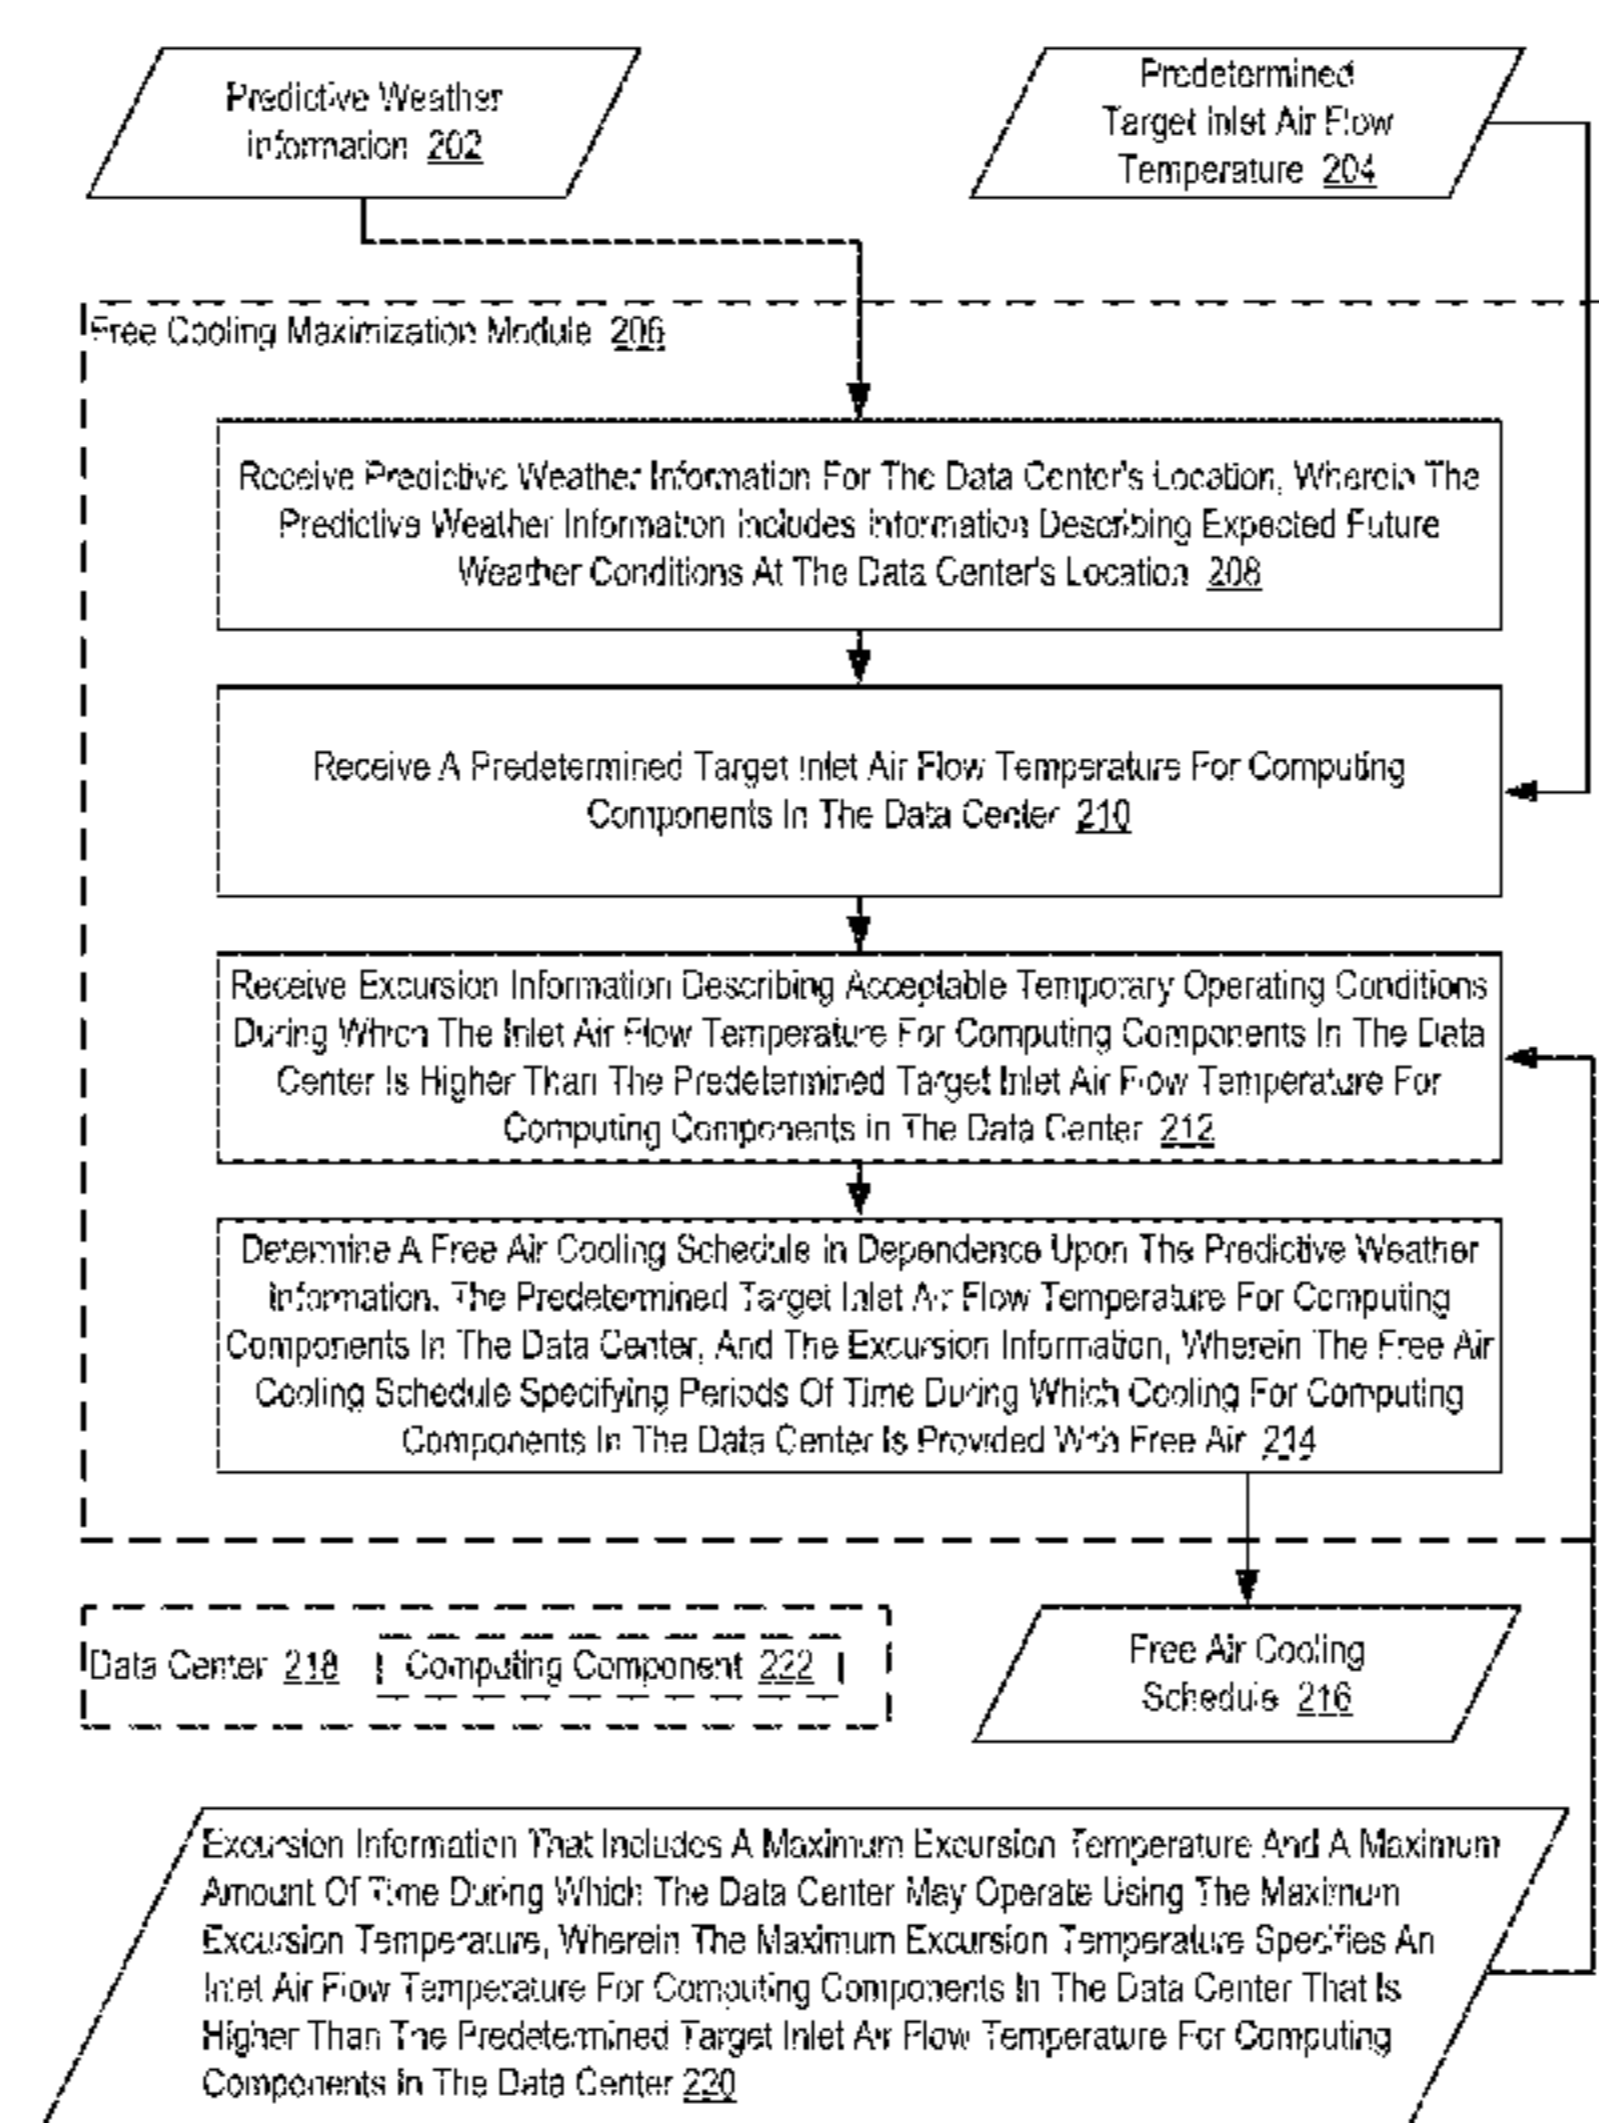 Predictive Weather
Information 202
Predetermined
Target Inlet Air Flow
Temperature 204
Free Cooling Maximization Module 206
Receive Predictive Weather Information For The Data Center's Location, Wherein The
Predictive Weather Information Includes Information Describing Expected Future
Weather Conditions At The Data Center's Location 208
Receive A Predetermined Target Inlet Air Flow Temperature For Computing
Components In The Data Center 210
Receive Excursion Information Describing Acceptable Temporary Operating Conditions
During Which The Inlet Air Flow Temperature For Computing Components In The Data
Center Is Higher Than The Predetermined Target Inlet Air Flow Temperature For
Computing Components In The Data Center 212
Determine A Free Air Cooling Schedule In Dependence Upon The Predictive Weather
Information, The Predetermined Target Inlet Air Flow Temperature For Computing
Components In The Data Center, And The Excursion Information, Wherein The Free Air
Cooling Schedule Specifying Periods Of Time During Which Cooling For Computing
Components In The Data Center Is Provided With Free Air 214
Data Center 218
Computing Component 222
Free Air Cooling
Schedule 216
Excursion Information That Includes A Maximum Excursion Temperature And A Maximum
Amount Of Time During Which The Data Center May Operate Using The Maximum
Excursion Temperature, Wherein The Maximum Excursion Temperature Specifies An
Inlet Air Flow Temperature For Computing Components In The Data Center That Is
Higher Than The Predetermined Target Inlet Air Flow Temperature For Computing
Components In The Data Center 220